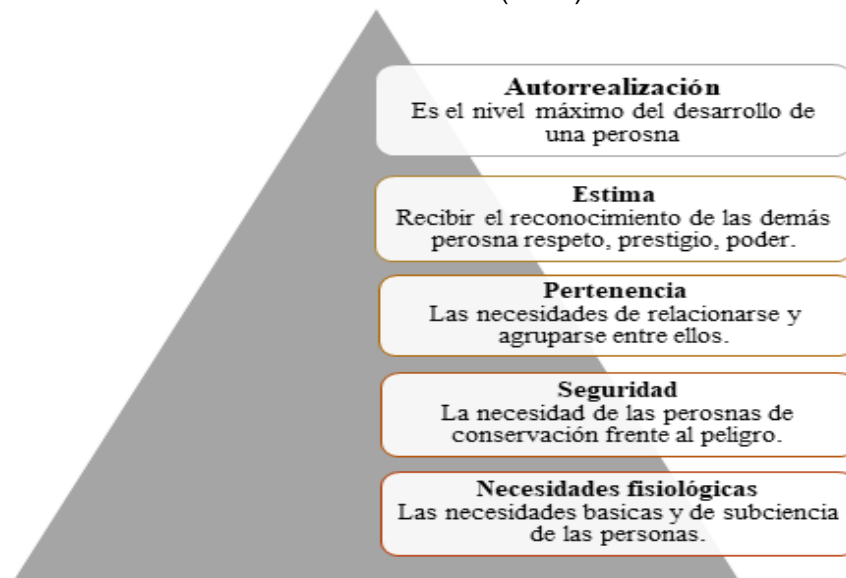 Autorrealización
Es el nivel máximo del desarrollo de
una perosna
Estima
Recibir el reconocimiento de las demás
perosna respeto, prestigio, poder.
Pertenencia
Las necesidades de relacionarse y
agruparse entre ellos.
Seguridad
La necesidad de las perosnas de
conservación frente al peligro.
Necesidades fisiológicas
Las necesidades basicas y de subciencia
de las personas.